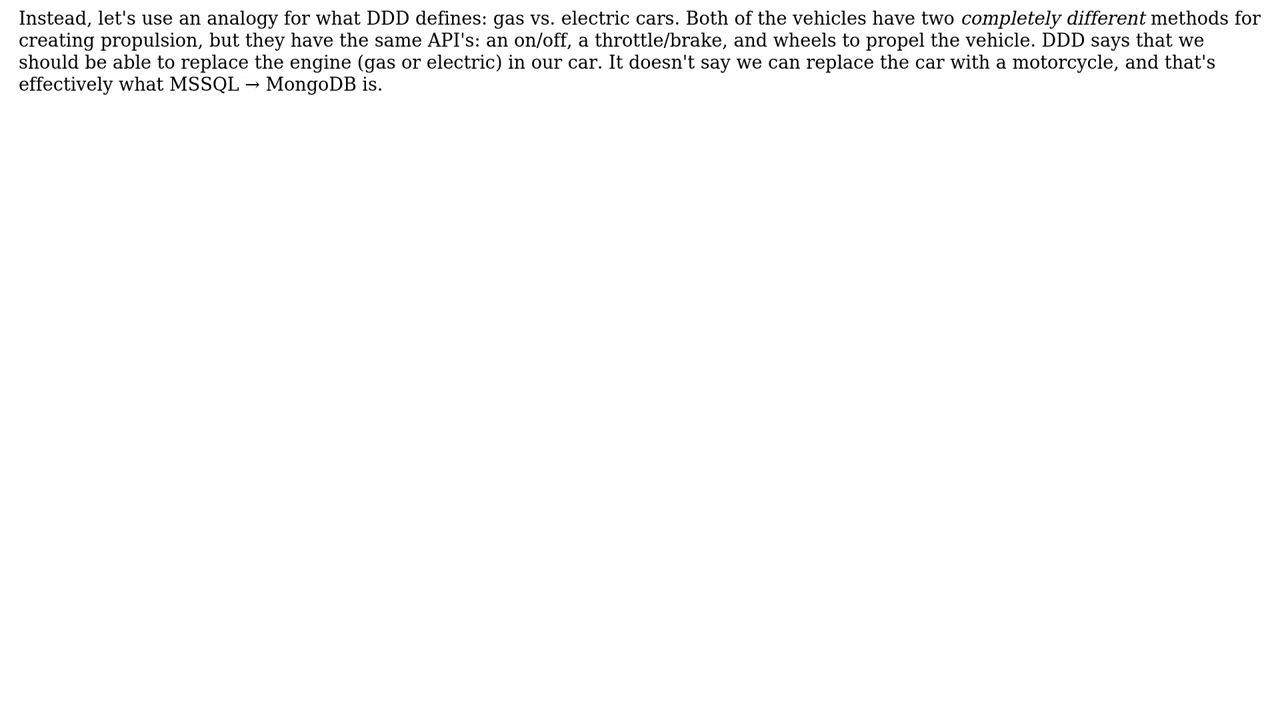 Instead, let's use an analogy for what DDD defines: gas vs. electric cars. Both of the vehicles have two completely different methods for
creating propulsion, but they have the same API's: an on/off, a throttle/brake, and wheels to propel the vehicle. DDD says that we
should be able to replace the engine (gas or electric) in our car. It doesn't say we can replace the car with a motorcycle, and that's
effectively what MSSQL → MongoDB is.